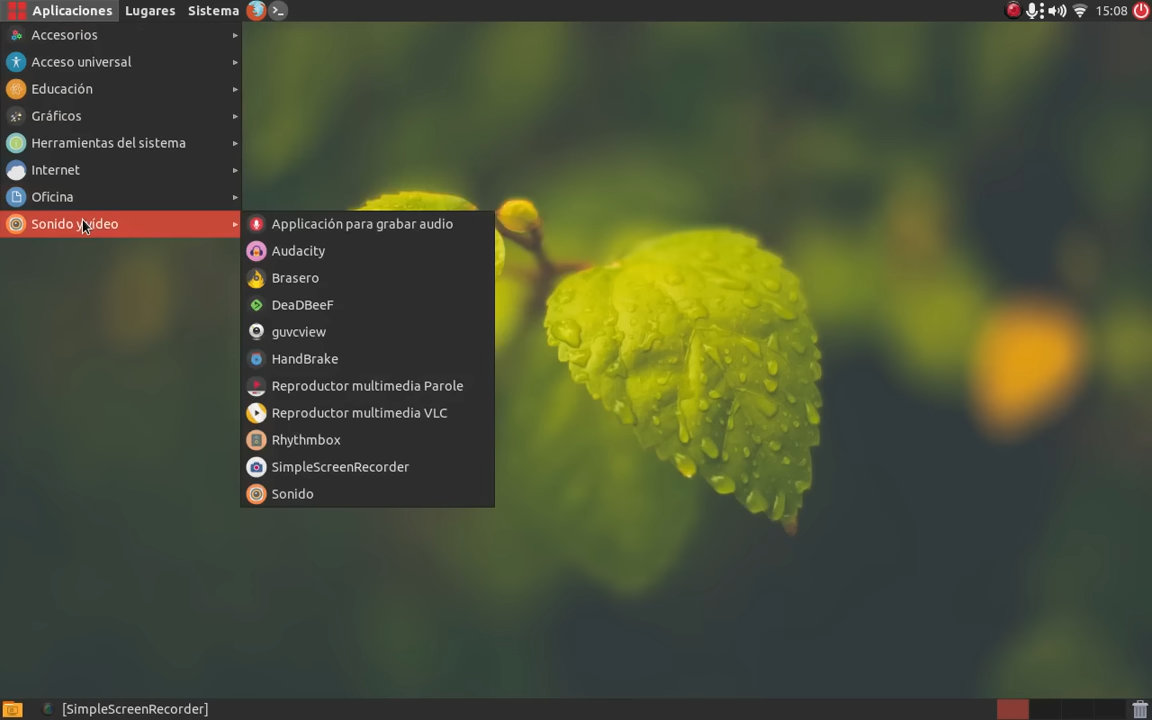 Aplicaciones Lugares Sistema 15:08
Accesorios
Acceso universal
Educación
Gráficos
Herramientas del sistema
Internet
Oficina
Sonido y vídeo
Applicación para grabar audio
Audacity
Brasero
DeaDBeeF
guvcview
HandBrake
Reproductor multimedia Parole
Reproductor multimedia VLC
Rhythmbox
SimpleScreenRecorder
Sonido
[SimpleScreenRecorder]